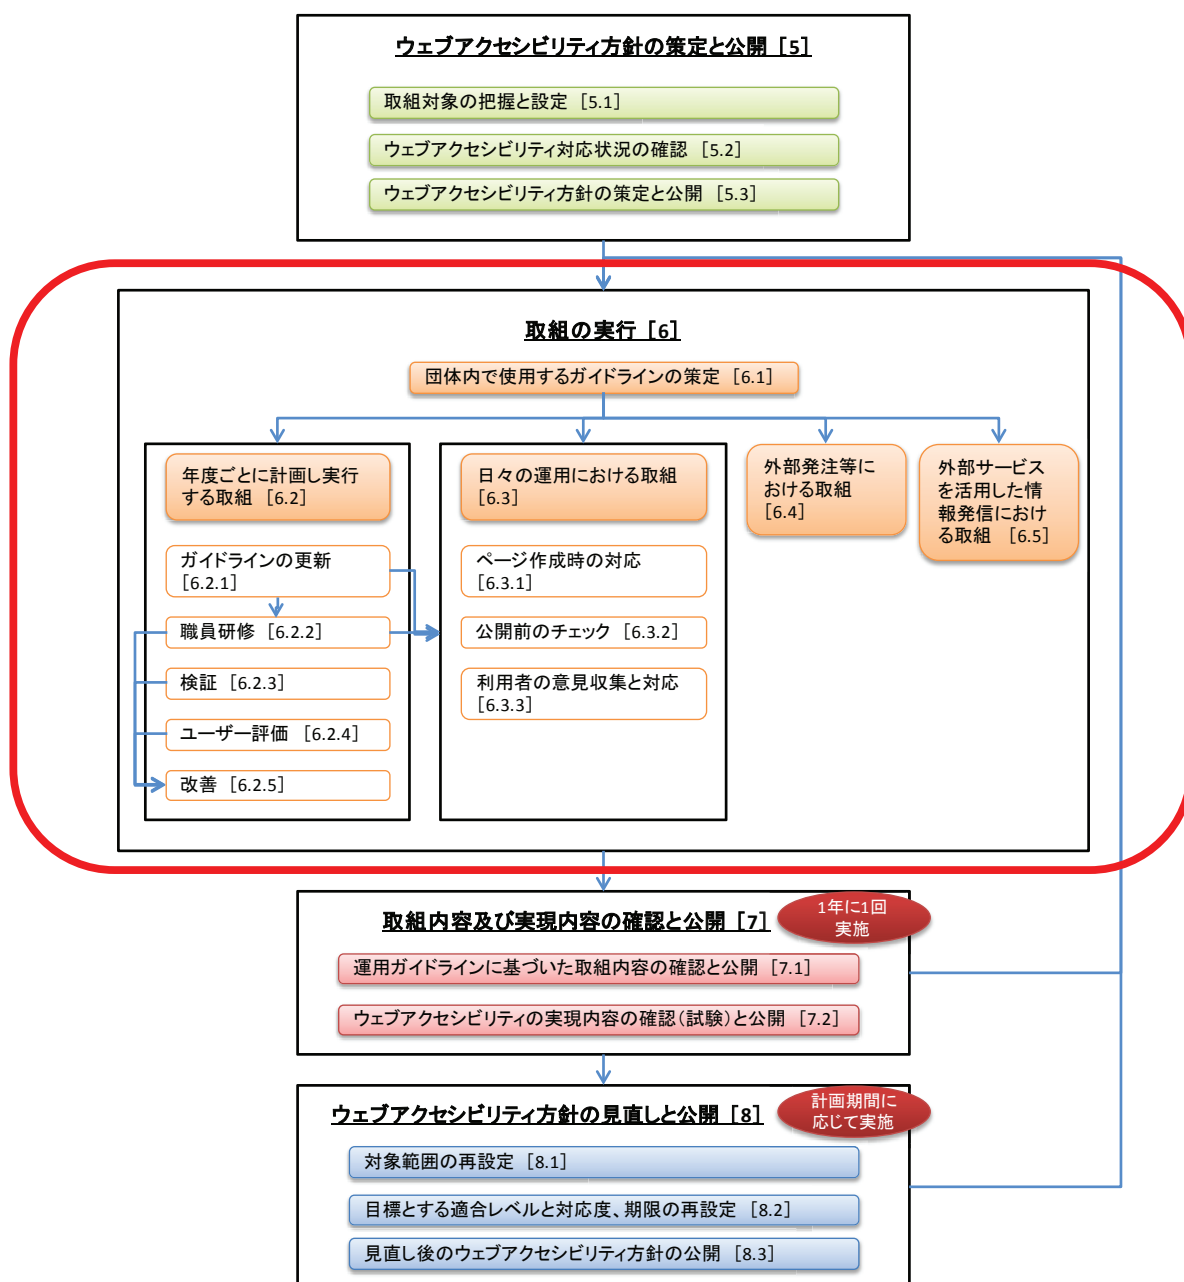 ウェブアクセシビリティ方針の策定と公開 [5]
取組対象の把握と設定 [5.1]
ウェブアクセシビリティ対応状況の確認 [5.2]
ウェブアクセシビリティ方針の策定と公開 [5.3]
取組の実行 [6]
団体内で使用するガイドラインの策定 [6.1]
年度ごとに計画し実行
する取組 [6.2]
ガイドラインの更新
[6.2.1]
職員研修 [6.2.2]
検証 [6.2.3]
ユーザー評価 [6.2.4]
改善 [6.2.5]
日々の運用における取組
[6.3]
ページ作成時の対応
[6.3.1]
公開前のチェック [6.3.2]
利用者の意見収集と対応
[6.3.3]
外部発注等に
おける取組
[6.4]
外部サービス
を活用した情
報発信におけ
る取組 [6.5]
取組内容及び実現内容の確認と公開 [7]
1年に1回
実施
運用ガイドラインに基づいた取組内容の確認と公開 [7.1]
ウェブアクセシビリティの実現内容の確認(試験)と公開 [7.2]
ウェブアクセシビリティ方針の見直しと公開 [8]
計画期間に
応じて実施
対象範囲の再設定 [8.1]
目標とする適合レベルと対応度、期限の再設定 [8.2]
見直し後のウェブアクセシビリティ方針の公開 [8.3]